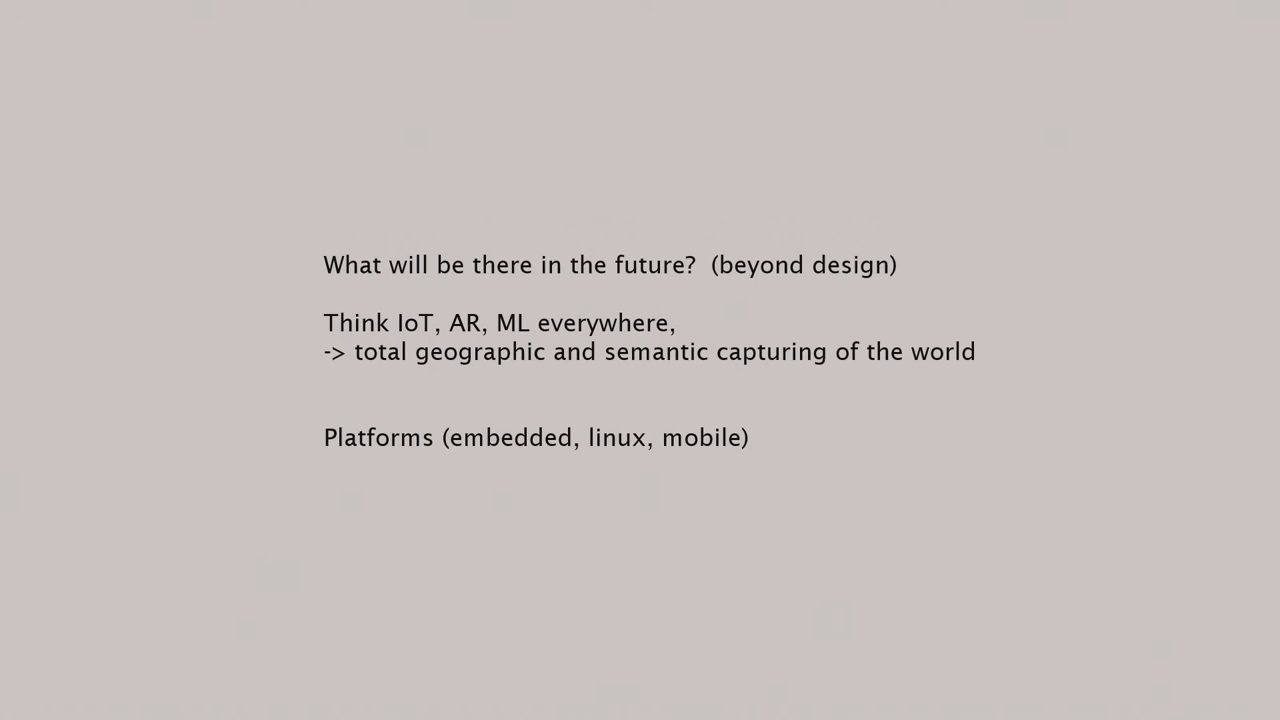 What will be there in the future?  (beyond design)
Think IoT, AR, ML everywhere,
-> total geographic and semantic capturing of the world
Platforms (embedded, linux, mobile)